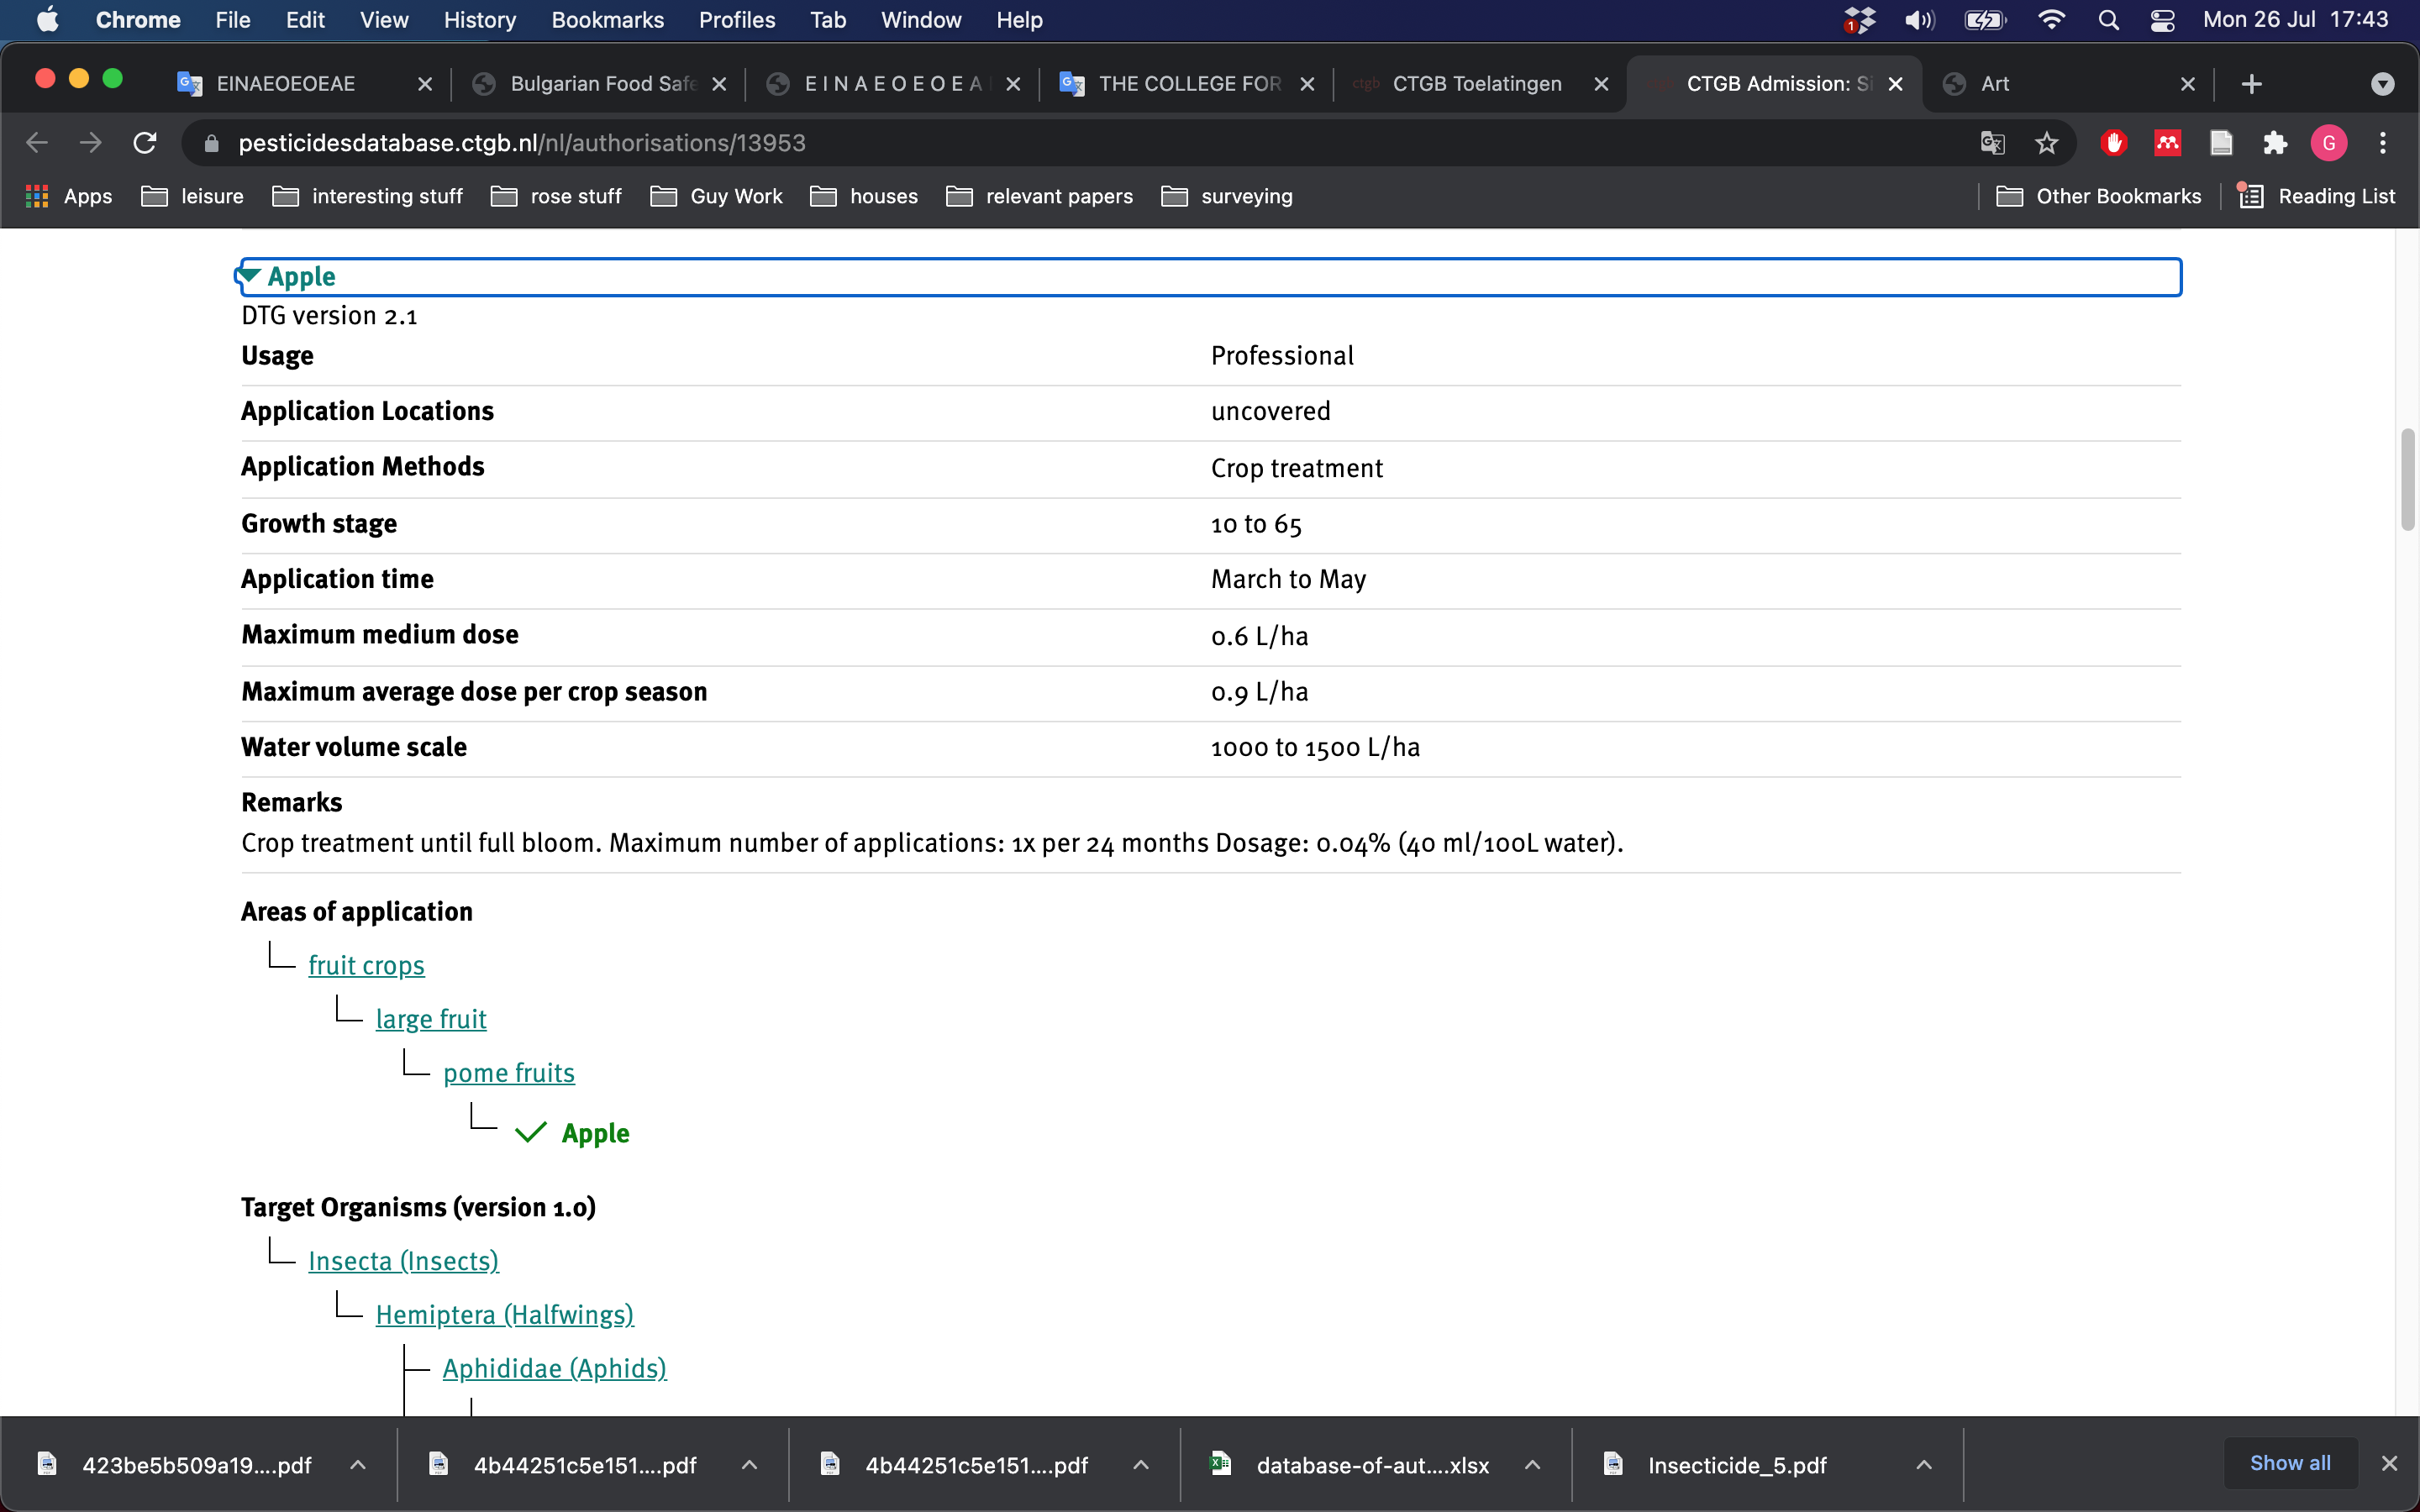 Chrome File Edit View History Bookmarks Profiles Tab Window Help 1 Mon 26 Jul 17:43
EINAEOEOEAE Bulgarian Food Safe E I N A E O E O E A THE COLLEGE FOR ctgb CTGB Toelatingen CTGB Admission: Si Art
pesticidesdatabase.ctgb.nl/nl/authorisations/13953 G
Apps leisure interesting stuff rose stuff Guy Work houses relevant papers surveying Other Bookmarks Reading List
Apple
DTG version 2.1
Usage Professional
Application Locations uncovered
Application Methods Crop treatment
Growth stage 10 to 65
Application time March to May
Maximum medium dose 0.6 L/ha
Maximum average dose per crop season 0.9 L/ha
Water volume scale 1000 to 1500 L/ha
Remarks
Crop treatment until full bloom. Maximum number of applications: 1x per 24 months Dosage: 0.04% (40 ml/100L water).
Areas of application
fruit crops
large fruit
pome fruits
Apple
Target Organisms (version 1.0)
Insecta (Insects)
Hemiptera (Halfwings)
Aphididae (Aphids)
423be5b509a19....pdf 4b44251c5e151....pdf 4b44251c5e151....pdf database-of-aut....xlsx Insecticide_5.pdf Show all